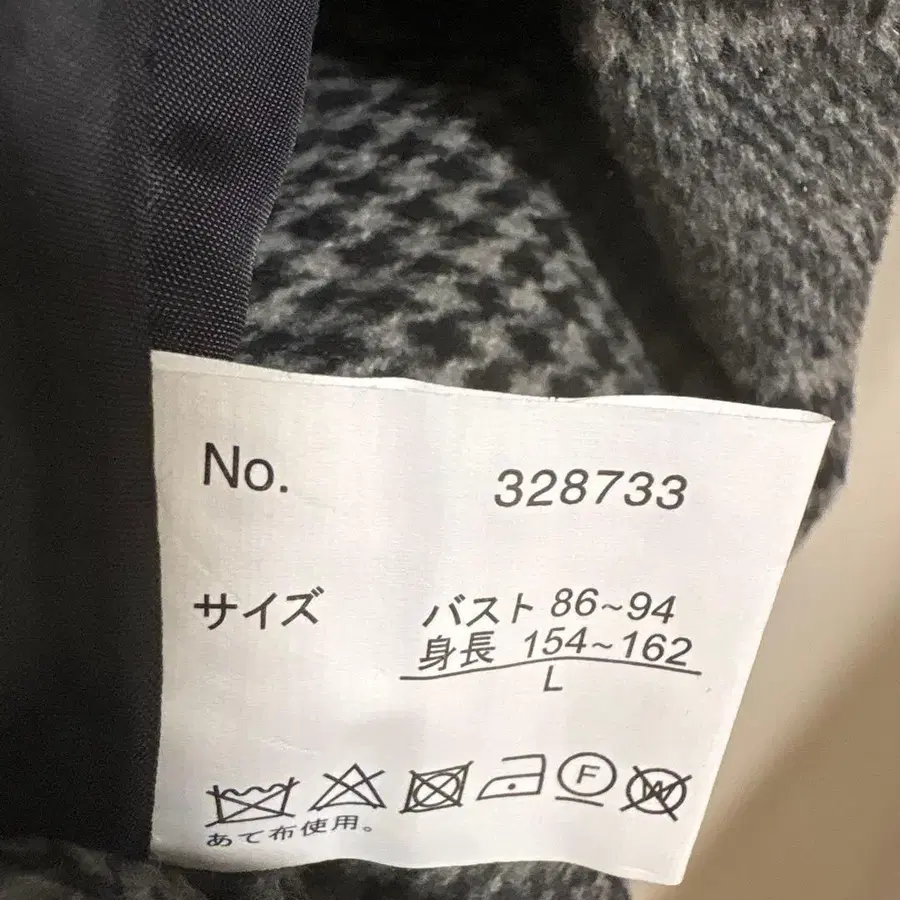 No. 328733
サイズ バスト 86~94
身長 154~162
L
F W
あて布使用。